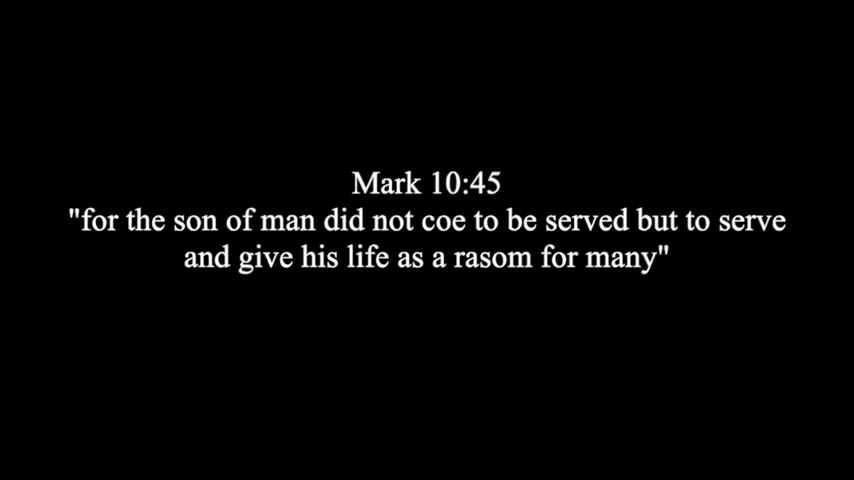 Mark 10:45
"for the son of man did not coe to be served but to serve
and give his life as a rasom for many"